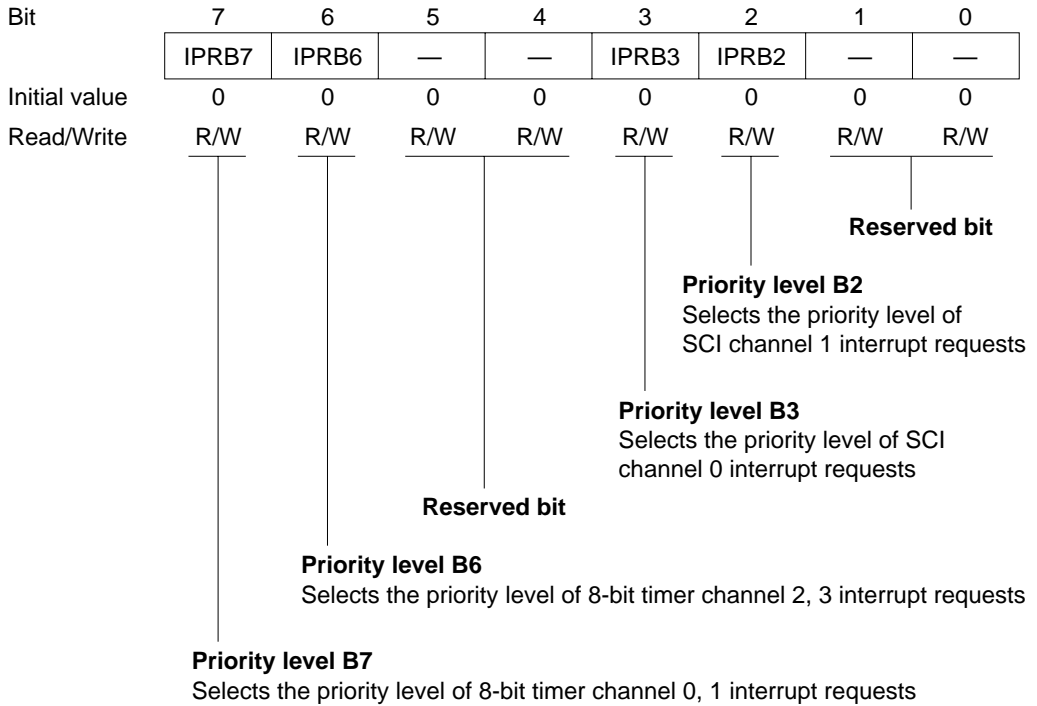 Bit 7 6 5 4 3 2 1 0
IPRB7 IPRB6 — — IPRB3 IPRB2 — —
Initial value 0 0 0 0 0 0 0 0
Read/Write R/W R/W R/W R/W R/W R/W R/W R/W
Reserved bit
Priority level B2
Selects the priority level of
SCI channel 1 interrupt requests
Priority level B3
Selects the priority level of SCI
channel 0 interrupt requests
Reserved bit
Priority level B6
Selects the priority level of 8-bit timer channel 2, 3 interrupt requests
Priority level B7
Selects the priority level of 8-bit timer channel 0, 1 interrupt requests